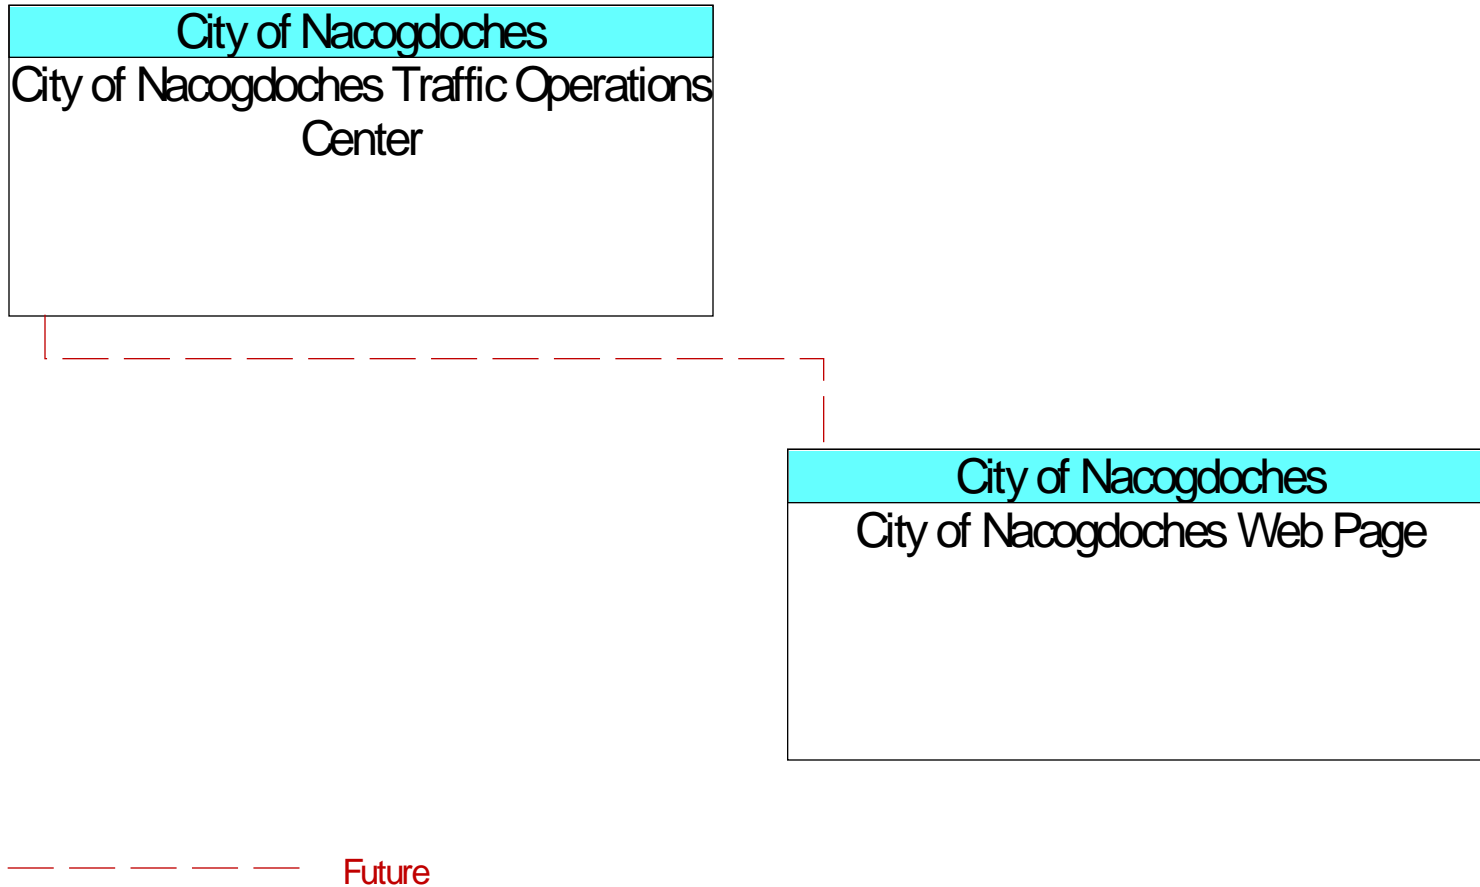 City of Nacogdoches
City of Nacogdoches Traffic Operations
Center
City of Nacogdoches
City of Nacogdoches Web Page
Future